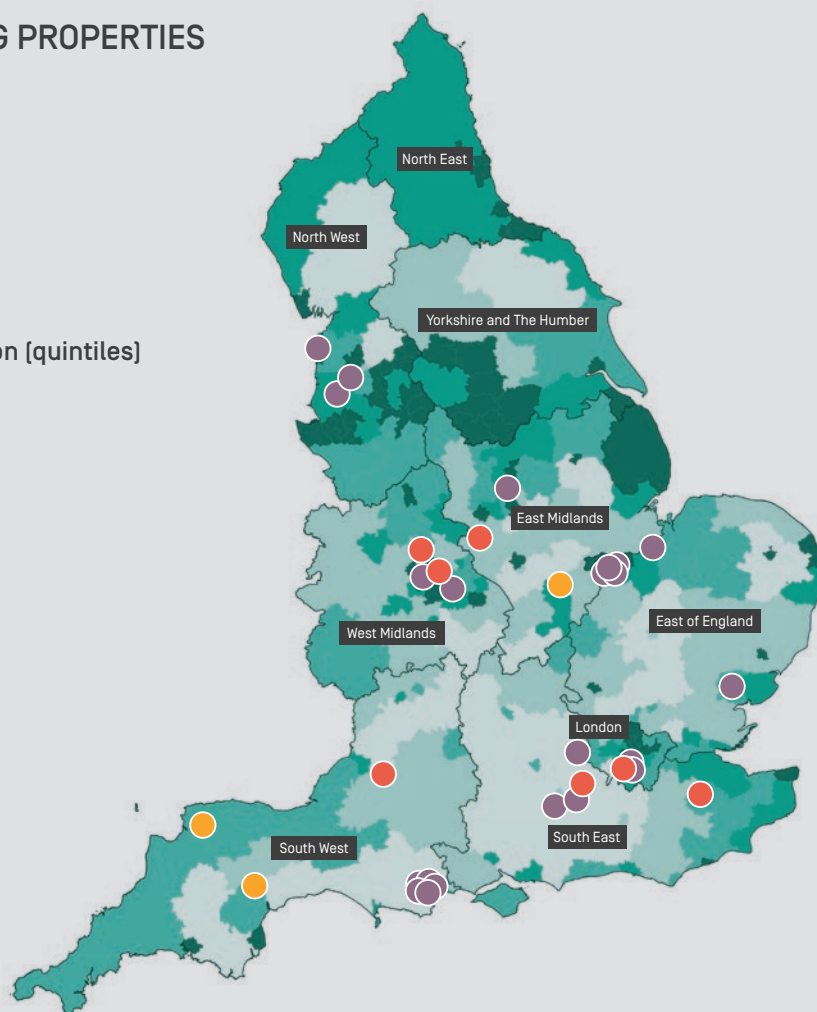 G PROPERTIES
North East
North West
Yorkshire and The Humber
on (quintiles)
East Midlands
East of England
West Midlands
London
South East
South West